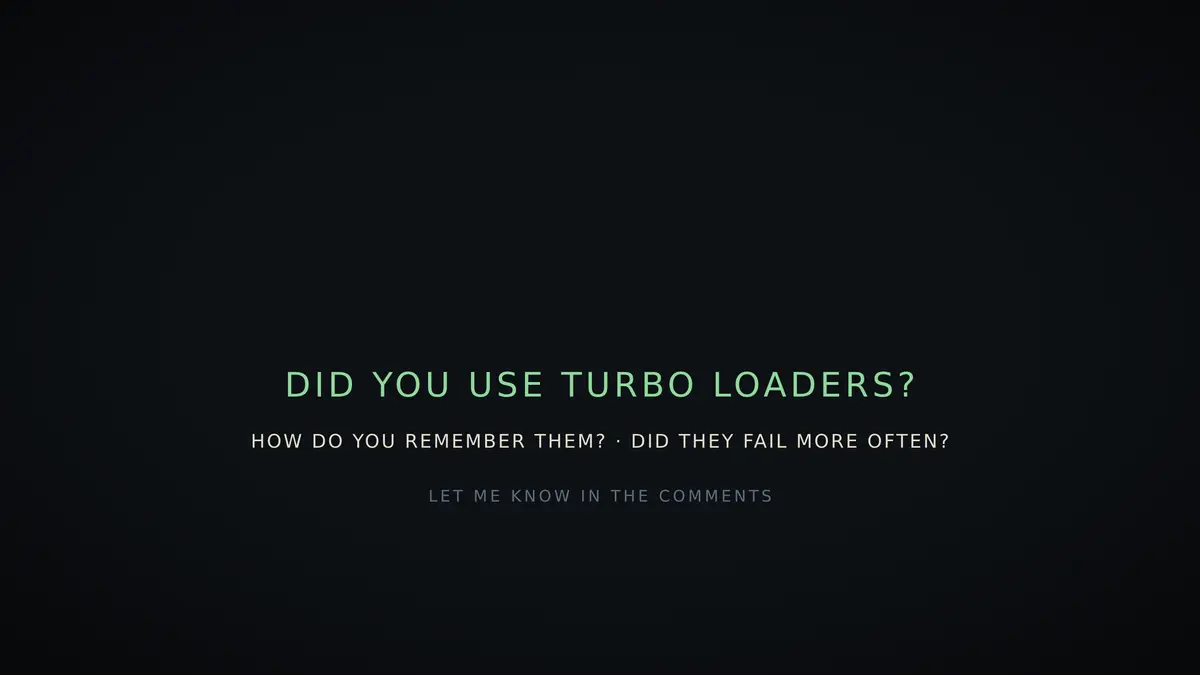 DID YOU USE TURBO LOADERS?
HOW DO YOU REMEMBER THEM? · DID THEY FAIL MORE OFTEN?
LET ME KNOW IN THE COMMENTS